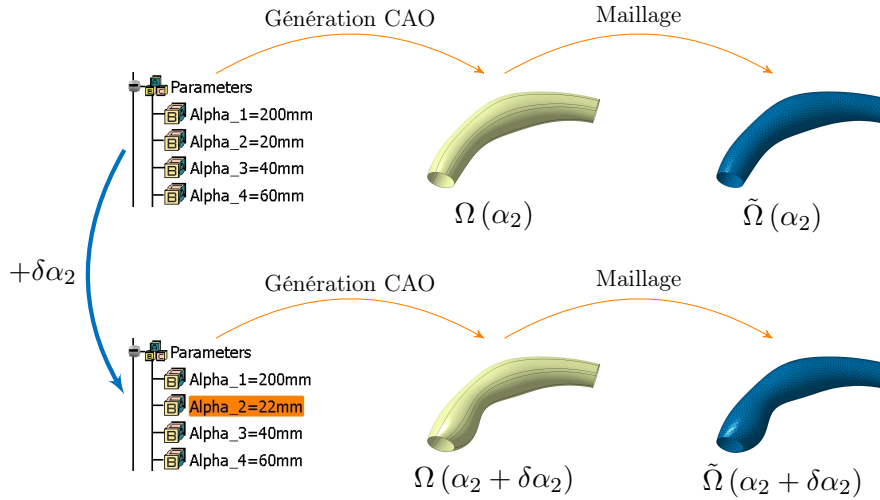 Génération CAO
Maillage
Parameters
Alpha_1=200mm
Alpha_2=20mm
Alpha_3=40mm
Alpha_4=60mm
Ω (α₂)
Ω̃ (α₂)
+δα₂
Génération CAO
Maillage
Parameters
Alpha_1=200mm
Alpha_2=22mm
Alpha_3=40mm
Alpha_4=60mm
Ω (α₂ + δα₂)
Ω̃ (α₂ + δα₂)